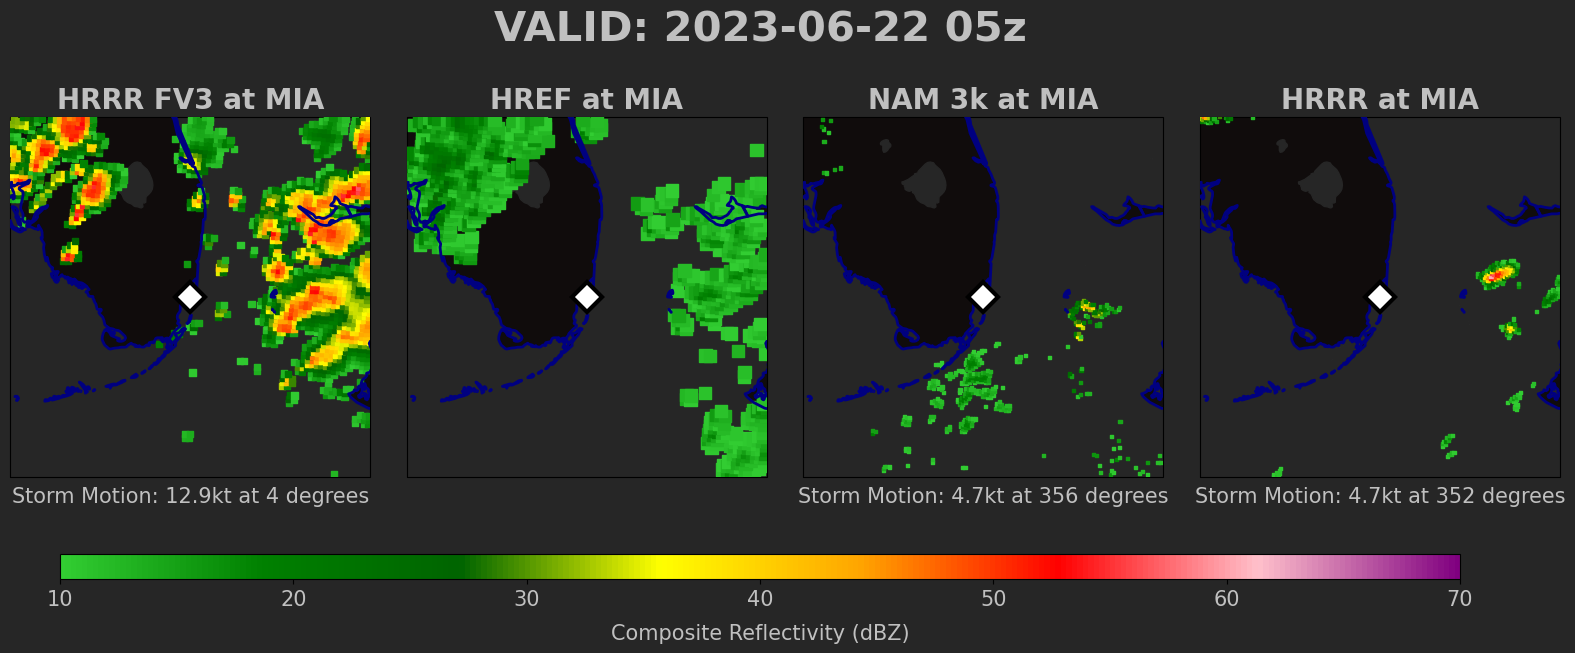 VALID: 2023-06-22 05z
HRRR FV3 at MIA
HREF at MIA
NAM 3k at MIA
HRRR at MIA
Storm Motion: 12.9kt at 4 degrees
Storm Motion: 4.7kt at 356 degrees
Storm Motion: 4.7kt at 352 degrees
10 20 30 40 50 60 70
Composite Reflectivity (dBZ)